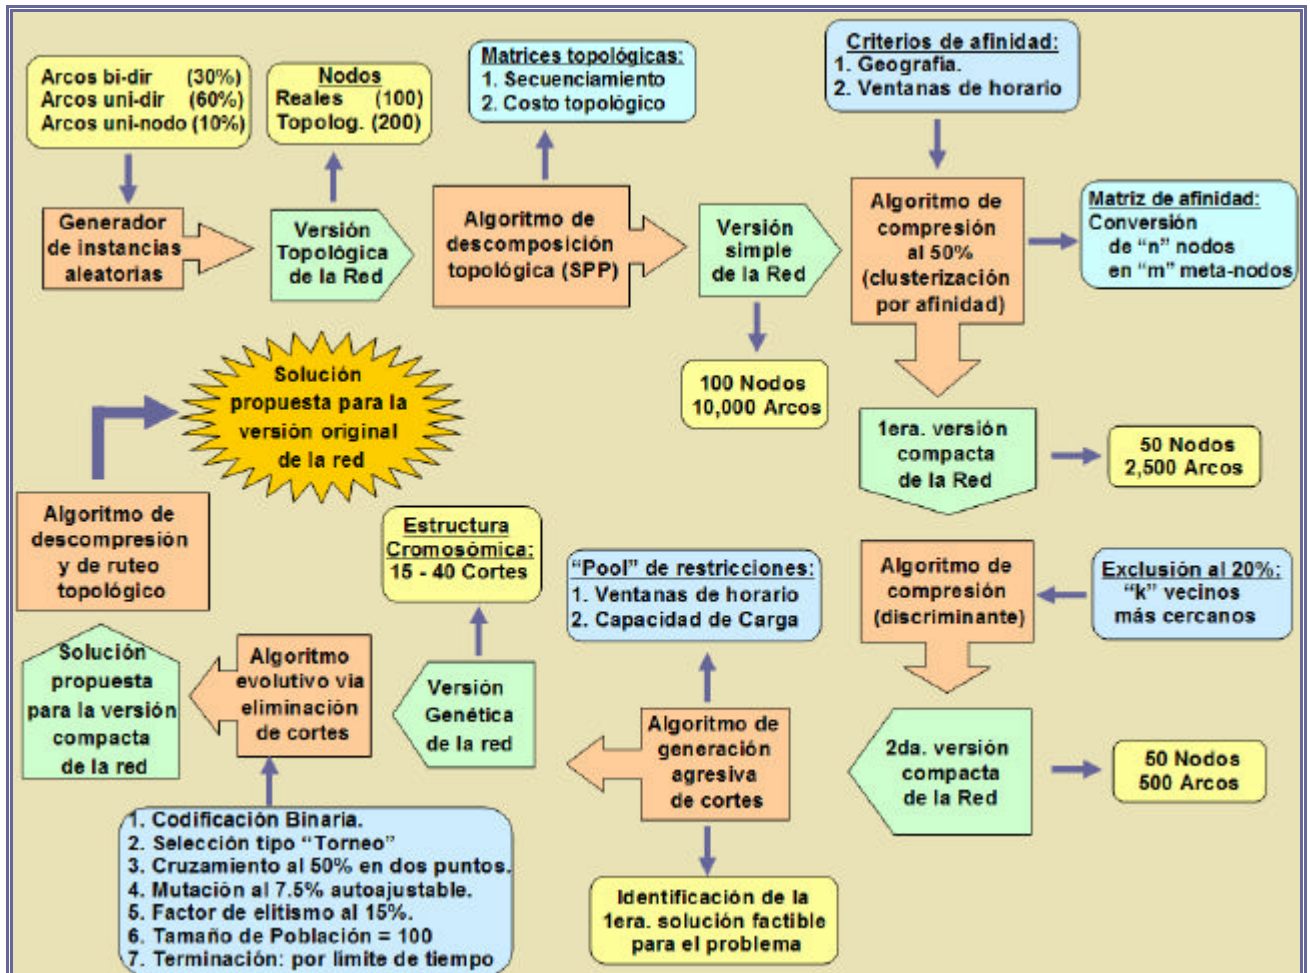 Arcos bi-dir (30%)
Arcos uni-dir (60%)
Arcos uni-nodo (10%)
Nodos
Reales (100)
Topolog. (200)
Matrices topológicas:
1. Secuenciamiento
2. Costo topológico
Criterios de afinidad:
1. Geografia.
2. Ventanas de horario
Generador
de instancias
aleatorias
Versión
Topológica
de la Red
Algoritmo de
descomposición
topológica (SPP)
Versión
simple
de la Red
Algoritmo de
compresión
al 50%
(clusterización
por afinidad)
Matriz de afinidad:
Conversión
de “n” nodos
en “m” meta-nodos
100 Nodos
10,000 Arcos
1era. versión
compacta
de la Red
50 Nodos
2,500 Arcos
Algoritmo de
compresión
(discriminante)
Exclusión al 20%:
“k” vecinos
más cercanos
2da. versión
compacta
de la Red
50 Nodos
500 Arcos
“Pool” de restricciones:
1. Ventanas de horario
2. Capacidad de Carga
Algoritmo de
generación
agresiva
de cortes
Identificación de la
1era. solución factible
para el problema
Estructura
Cromosómica:
15 - 40 Cortes
Versión
Genética
de la red
Algoritmo
evolutivo via
eliminación
de cortes
1. Codificación Binaria.
2. Selección tipo “Torneo”
3. Cruzamiento al 50% en dos puntos.
4. Mutación al 7.5% autoajustable.
5. Factor de elitismo al 15%.
6. Tamaño de Población = 100
7. Terminación: por limite de tiempo
Solución
propuesta
para la versión
compacta
de la red
Algoritmo de
descompresión
y de ruteo
topológico
Solución
propuesta para la
versión original
de la red